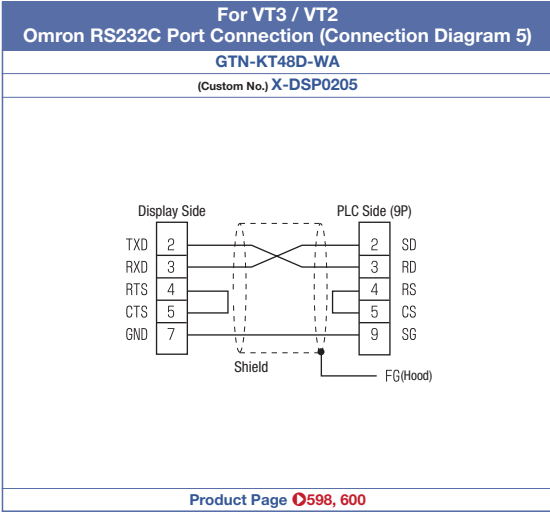 For VT3 / VT2
Omron RS232C Port Connection (Connection Diagram 5)
GTN-KT48D-WA
(Custom No.) X-DSP0205
Display Side PLC Side (9P)
TXD 2 2 SD
RXD 3 3 RD
RTS 4 4 RS
CTS 5 5 CS
GND 7 9 SG
Shield
FG(Hood)
Product Page 598, 600